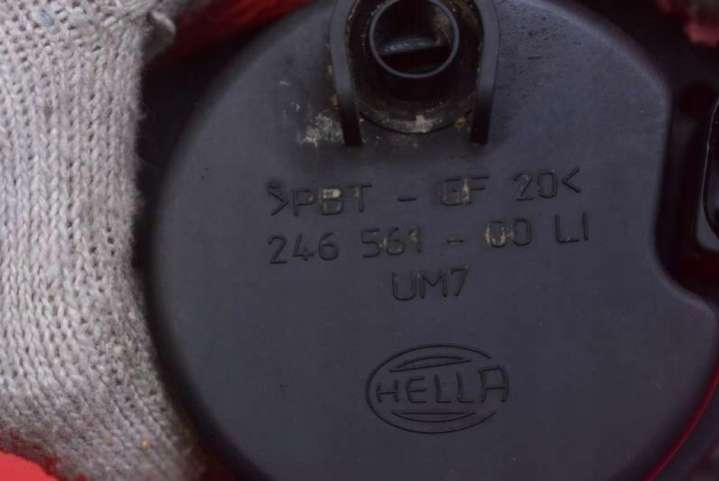 >PBT - GF 20<
246 561 - 00 LI
UM7
HELLA